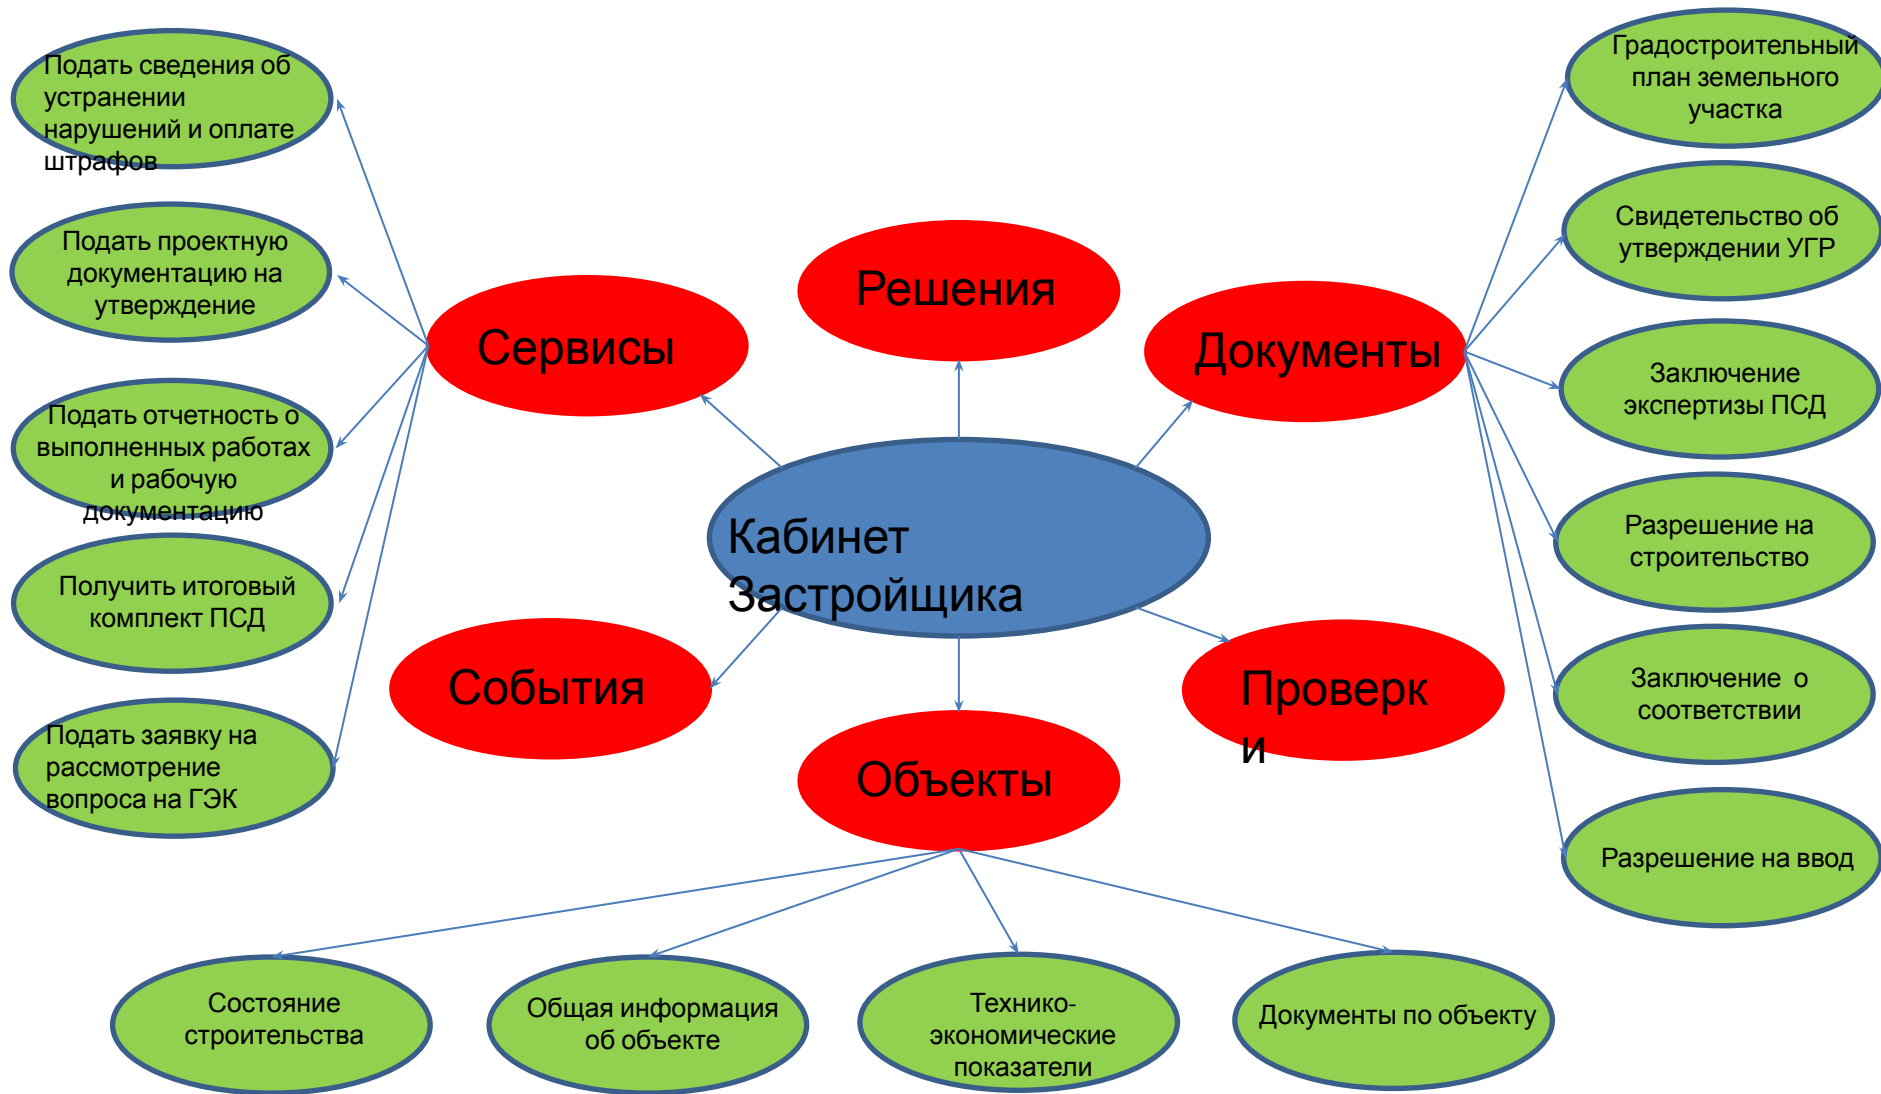 Подать сведения об
устранении
нарушений и оплате
штрафов
Подать проектную
документацию на
утверждение
Подать отчетность о
выполненных работах
и рабочую
документацию
Получить итоговый
комплект ПСД
Подать заявку на
рассмотрение
вопроса на ГЭК
Сервисы
Решения
Документы
Кабинет
Застройщика
События
Объекты
Проверк
и
Градостроительный
план земельного
участка
Свидетельство об
утверждении УГР
Заключение
экспертизы ПСД
Разрешение на
строительство
Заключение о
соответствии
Разрешение на ввод
Состояние
строительства
Общая информация
об объекте
Технико-
экономические
показатели
Документы по объекту